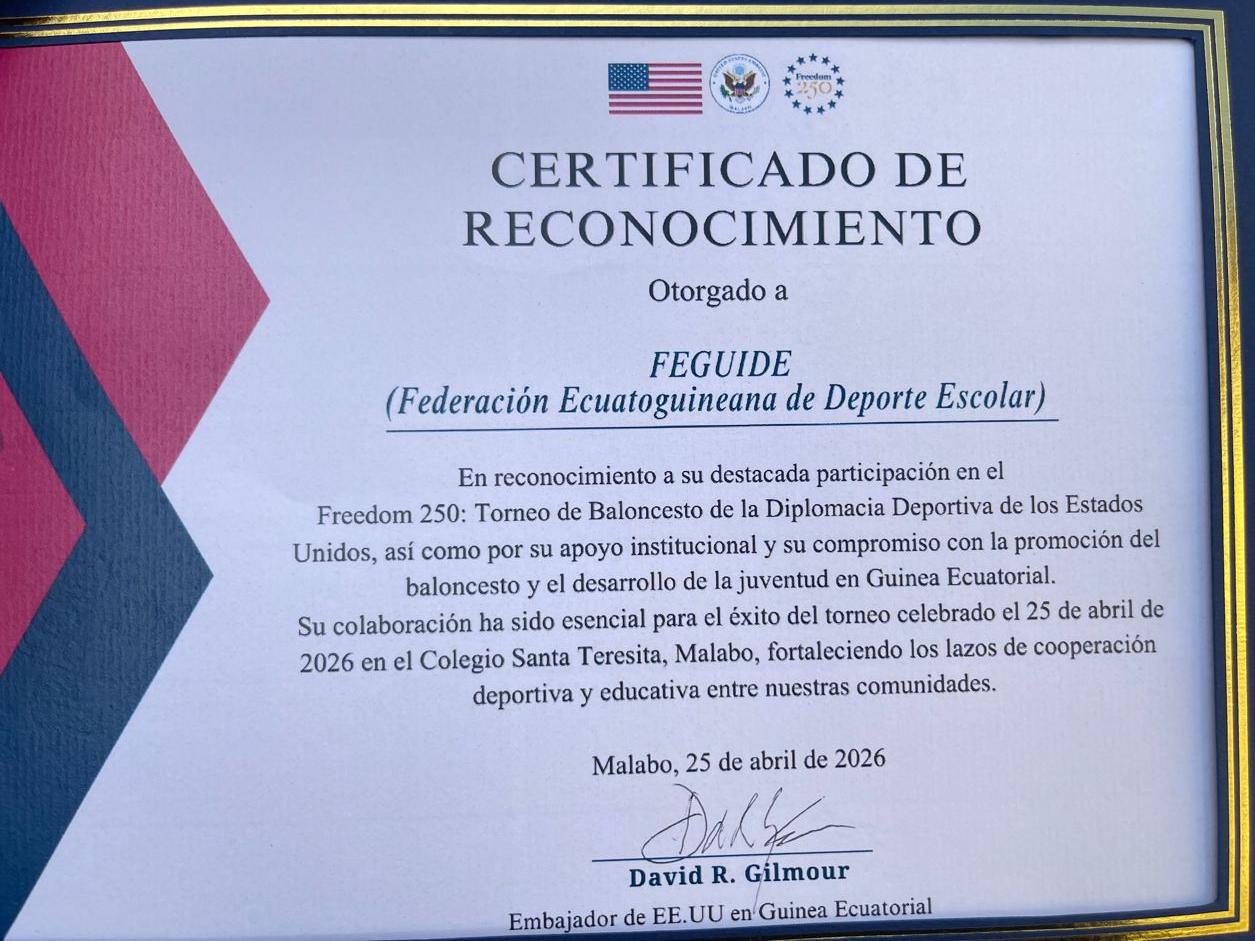 UNITED STATES EMBASSY
MALABO
Freedom
250
CERTIFICADO DE
RECONOCIMIENTO
Otorgado a
FEGUIDE
(Federación Ecuatoguineana de Deporte Escolar)
En reconocimiento a su destacada participación en el
Freedom 250: Torneo de Baloncesto de la Diplomacia Deportiva de los Estados
Unidos, así como por su apoyo institucional y su compromiso con la promoción del
baloncesto y el desarrollo de la juventud en Guinea Ecuatorial.
Su colaboración ha sido esencial para el éxito del torneo celebrado el 25 de abril de
2026 en el Colegio Santa Teresita, Malabo, fortaleciendo los lazos de cooperación
deportiva y educativa entre nuestras comunidades.
Malabo, 25 de abril de 2026
David R. Gilmour
Embajador de EE.UU en Guinea Ecuatorial